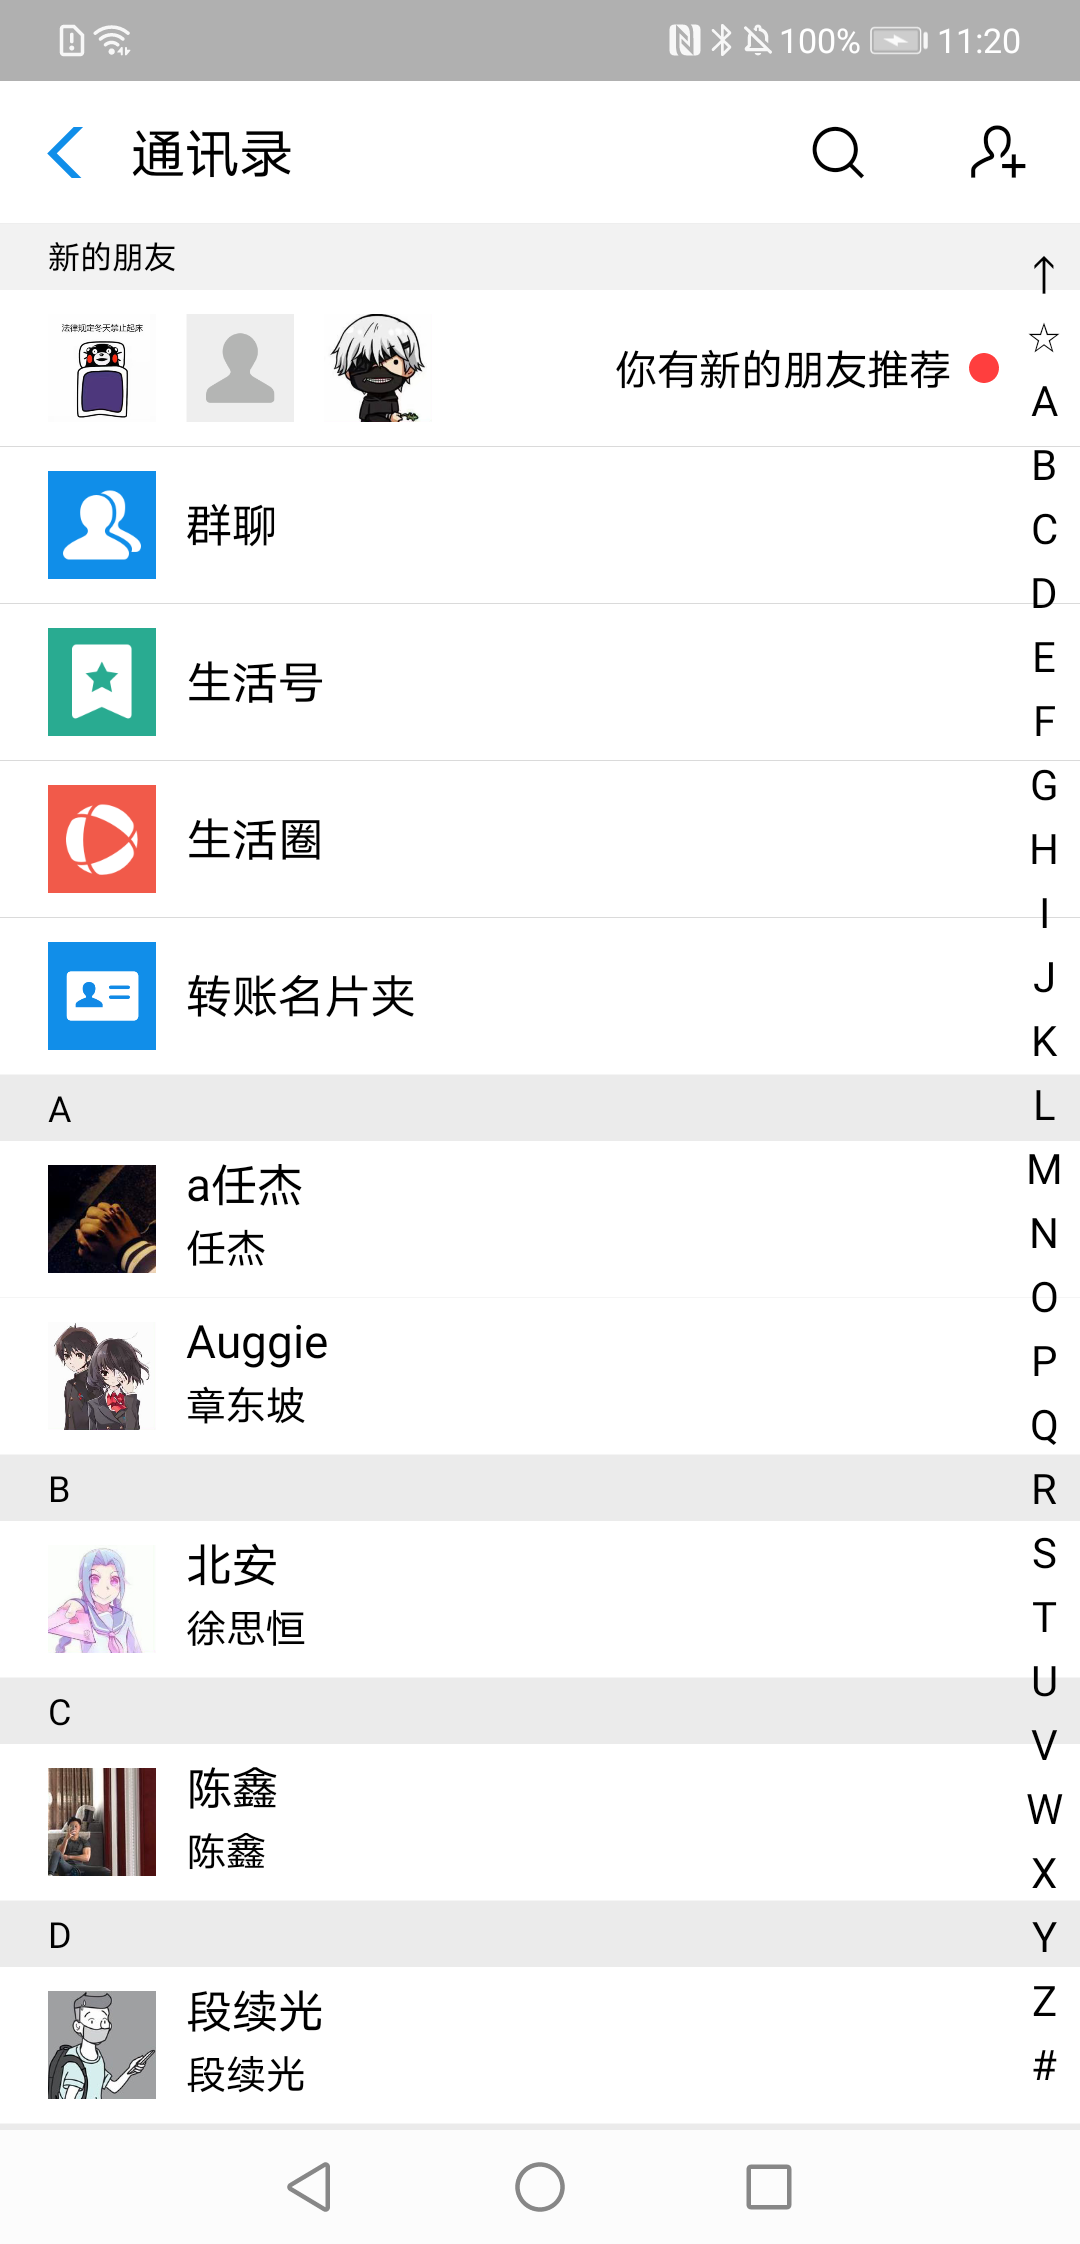 100% 11:20
通讯录
新的朋友
法律规定冬天禁止起床
你有新的朋友推荐
群聊
生活号
生活圈
转账名片夹
A
a任杰
任杰
Auggie
章东坡
B
北安
徐思恒
C
陈鑫
陈鑫
D
段续光
段续光
↑
☆
A
B
C
D
E
F
G
H
I
J
K
L
M
N
O
P
Q
R
S
T
U
V
W
X
Y
Z
#